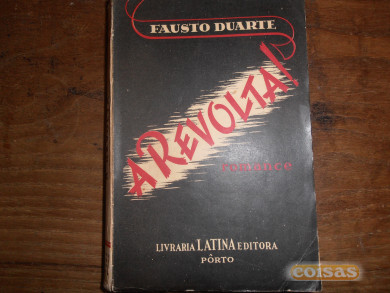 FAUSTO DUARTE
A REVOLTA!
romance
LIVRARIA LATINA EDITORA
PÔRTO
coisas